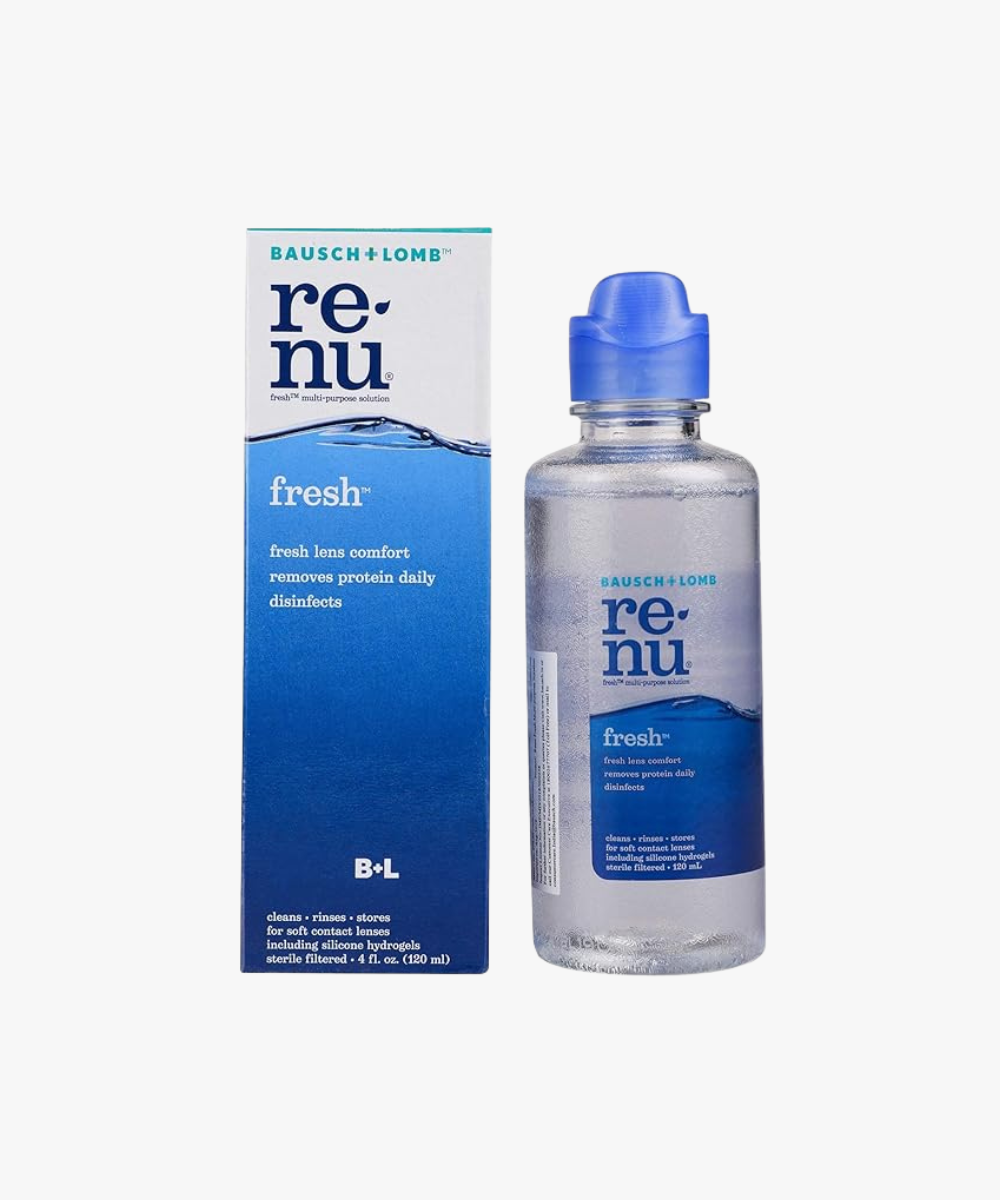 BAUSCH + LOMB™
re
nu®
fresh™ multi-purpose solution
fresh™
fresh lens comfort
removes protein daily
disinfects
B+L
cleans • rinses • stores
for soft contact lenses
including silicone hydrogels
sterile filtered • 4 fl. oz. (120 ml)
BAUSCH + LOMB
re
nu®
fresh™ multi-purpose solution
fresh™
fresh lens comfort
removes protein daily
disinfects
cleans • rinses • stores
for soft contact lenses
including silicone hydrogels
sterile filtered • 120 mL